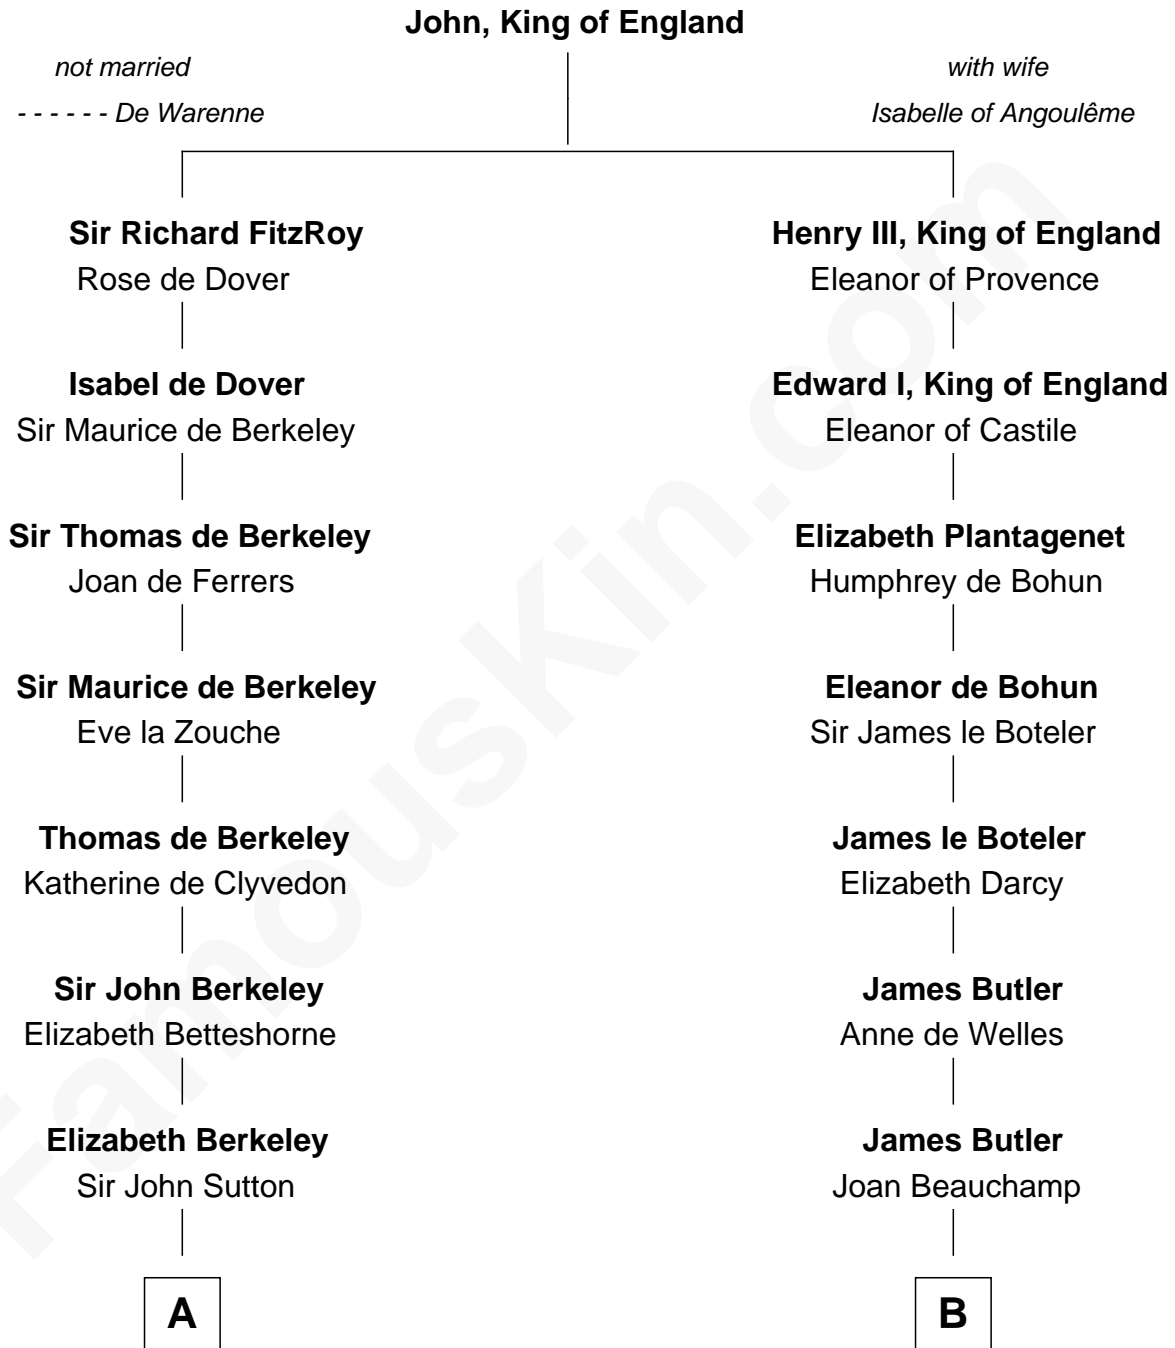 John, King of England
not married
- - - - - - De Warenne
with wife
Isabelle of Angoulême
Sir Richard FitzRoy
Rose de Dover
Henry III, King of England
Eleanor of Provence
Isabel de Dover
Sir Maurice de Berkeley
Edward I, King of England
Eleanor of Castile
Sir Thomas de Berkeley
Joan de Ferrers
Elizabeth Plantagenet
Humphrey de Bohun
Sir Maurice de Berkeley
Eve la Zouche
Eleanor de Bohun
Sir James le Boteler
Thomas de Berkeley
Katherine de Clyvedon
James le Boteler
Elizabeth Darcy
Sir John Berkeley
Elizabeth Betteshorne
James Butler
Anne de Welles
Elizabeth Berkeley
Sir John Sutton
James Butler
Joan Beauchamp
A
B
FamousKin.com